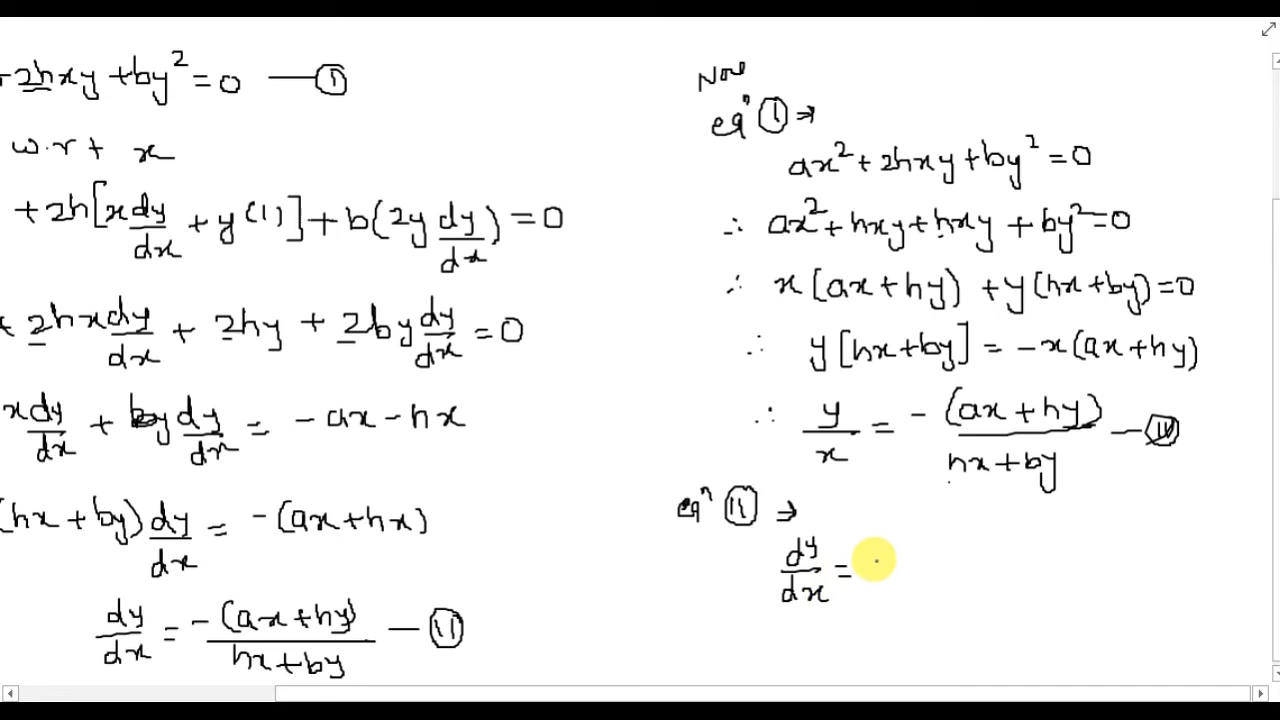 +2hxy+by²=0 —①
w.r+ x
+2h[x dy/dx + y(1)]+b(2y dy/dx)=0
+ 2hx dy/dx + 2hy + 2by dy/dx =0
x dy/dx + by dy/dx = -ax-hx
(hx+by) dy/dx = -(ax+hx)
dy/dx = -(ax+hy)/hx+by — ⑪
Now
eqⁿ ① ⇒
ax²+2hxy+by²=0
∴ ax²+hxy+hxy+by²=0
∴ x[ax+hy)+y(hx+by)=0
∴ y[hx+by]=-x(ax+hy)
∴ y/x = -(ax+hy)/hx+by —
eqⁿ ⑪ ⇒
dy/dx =